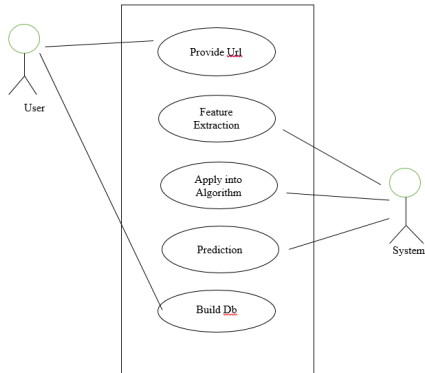 Provide Url
User
Feature
Extraction
Apply into
Algorithm
Prediction
System
Build Db